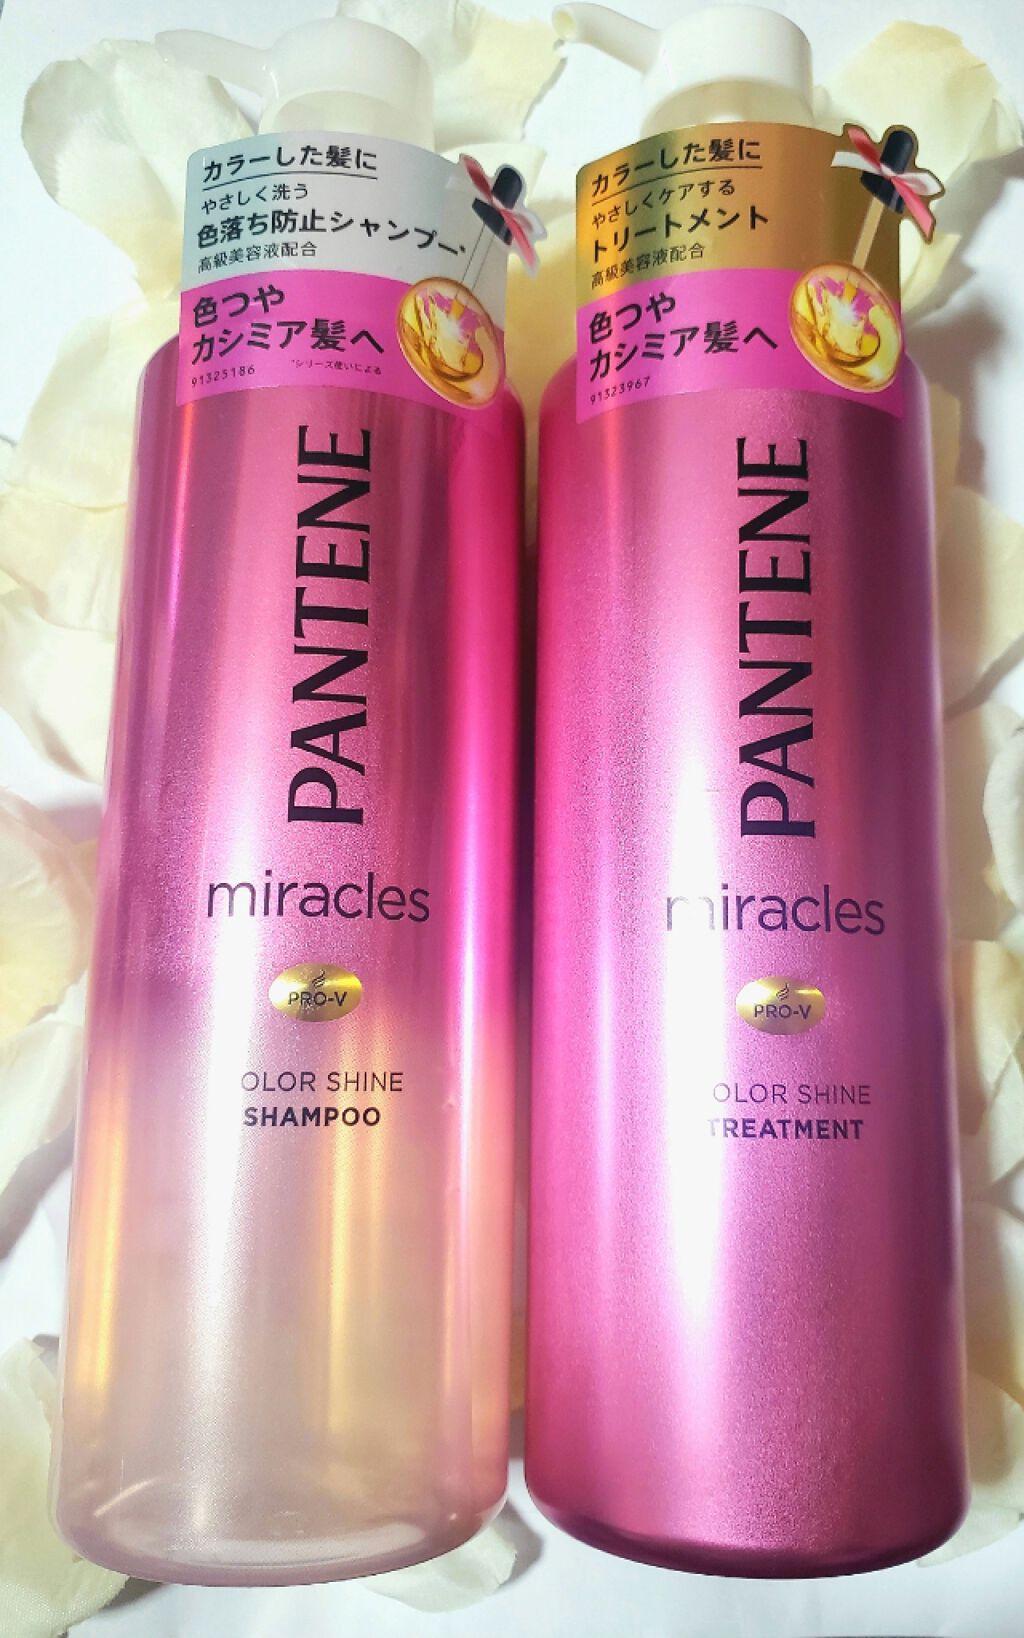 カラーした髪に
やさしく洗う
色落ち防止シャンプー*
高級美容液配合
色つや
カシミア髪へ
91325186
*シリーズ使いによる
PANTENE
miracles
PRO-V
OLOR SHINE
SHAMPOO
カラーした髪に
やさしくケアする
トリートメント
高級美容液配合
色つや
カシミア髪へ
91323967
PANTENE
miracles
PRO-V
OLOR SHINE
TREATMENT